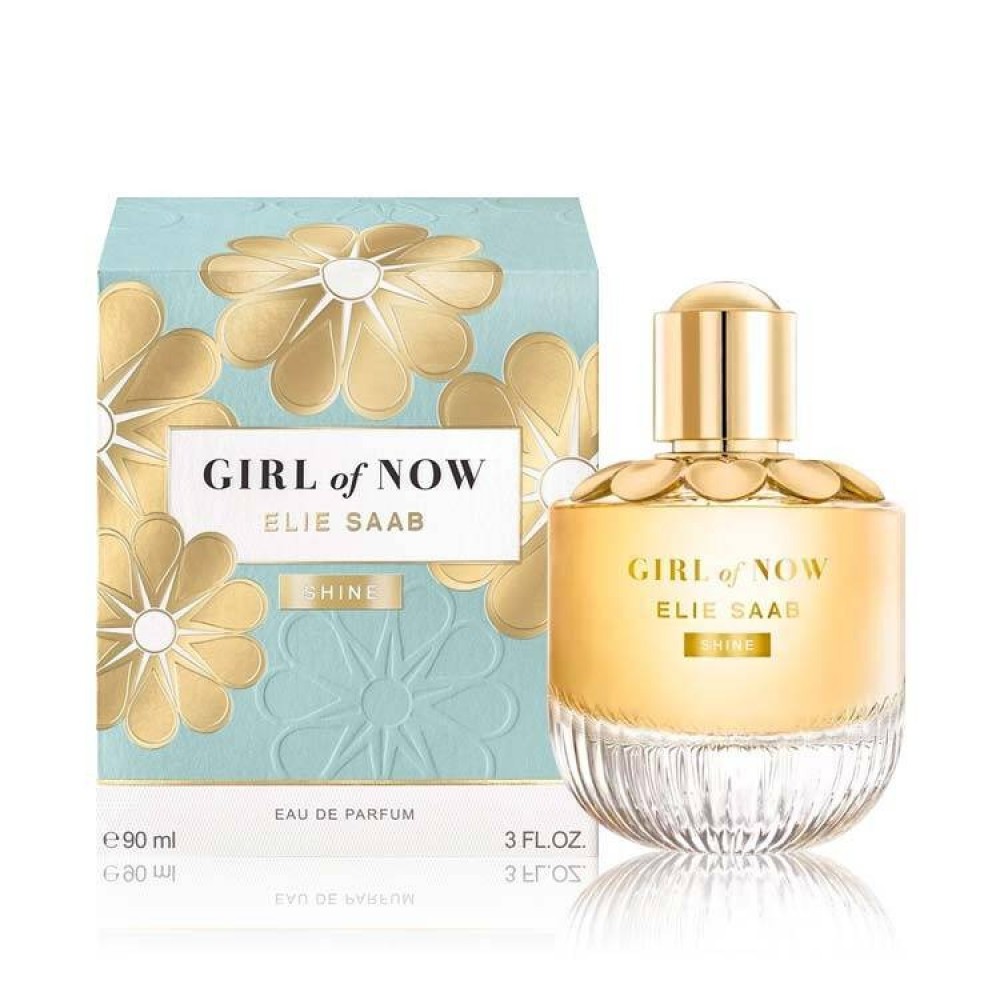 GIRL of NOW
ELIE SAAB
SHINE
EAU DE PARFUM
℮90 ml
3 FL.OZ.
GIRL of NOW
ELIE SAAB
SHINE